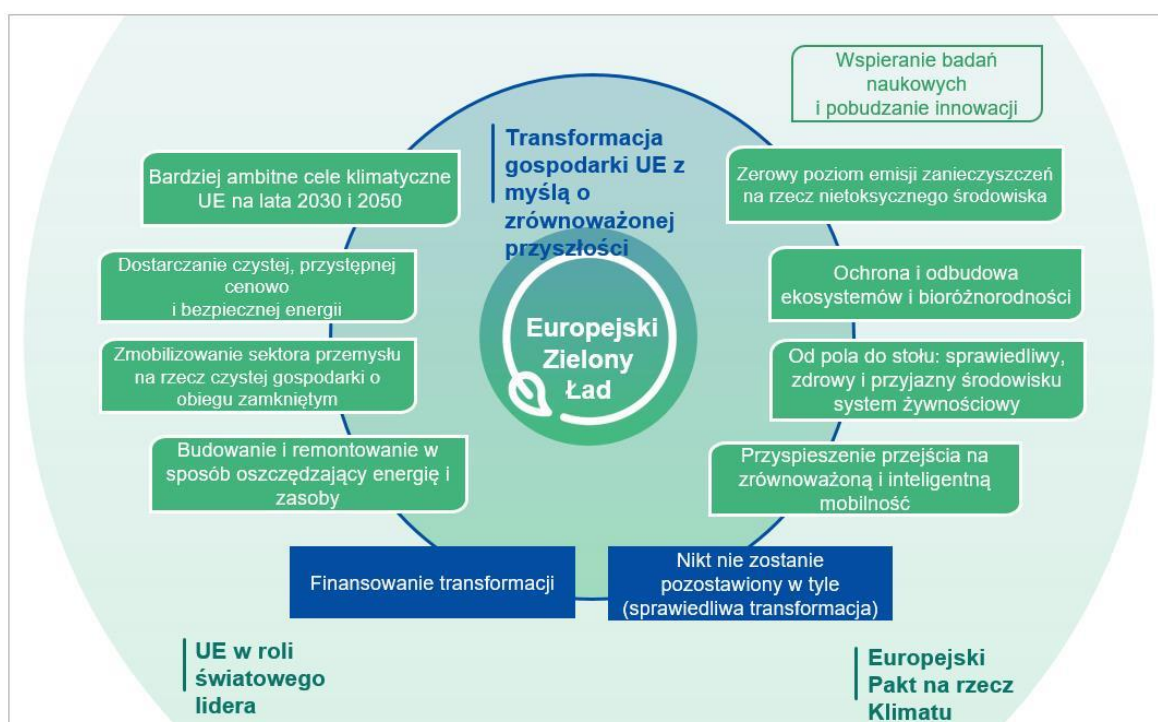 Wspieranie badań
naukowych
i pobudzanie innowacji
Transformacja
gospodarki UE z
myślą o
zrównoważonej
przyszłości
Bardziej ambitne cele klimatyczne
UE na lata 2030 i 2050
Zerowy poziom emisji zanieczyszczeń
na rzecz nietoksycznego środowiska
Dostarczanie czystej, przystępnej
cenowo
i bezpiecznej energii
Ochrona i odbudowa
ekosystemów i bioróżnorodności
Europejski
Zielony
Ład
Zmobilizowanie sektora przemysłu
na rzecz czystej gospodarki o
obiegu zamkniętym
Od pola do stołu: sprawiedliwy,
zdrowy i przyjazny środowisku
system żywnościowy
Budowanie i remontowanie w
sposób oszczędzający energię i
zasoby
Przyspieszenie przejścia na
zrównoważoną i inteligentną
mobilność
Finansowanie transformacji
Nikt nie zostanie
pozostawiony w tyle
(sprawiedliwa transformacja)
UE w roli
światowego
lidera
Europejski
Pakt na rzecz
Klimatu